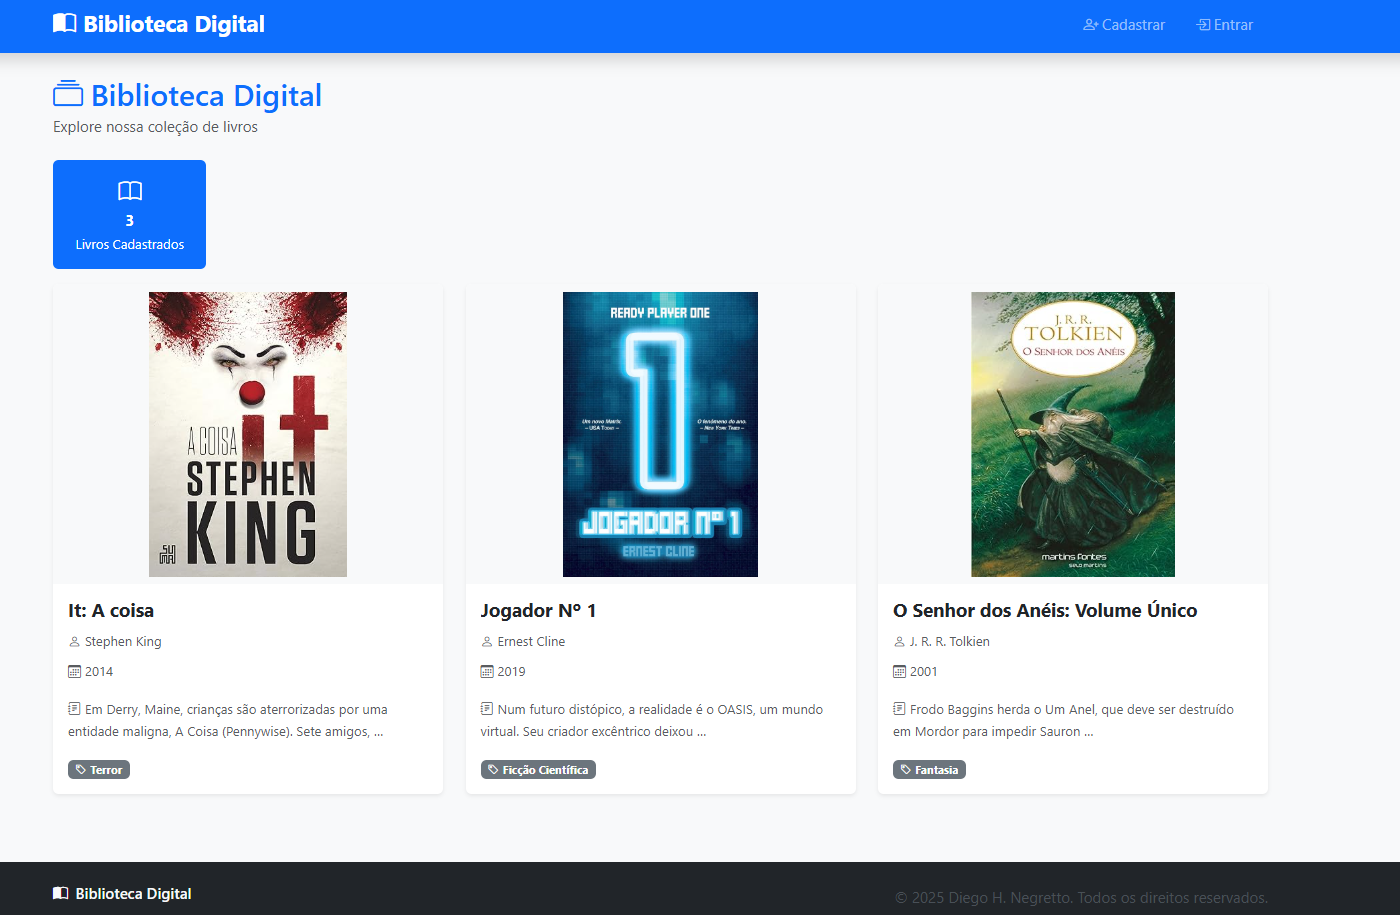 Biblioteca Digital
Cadastrar
Entrar
Biblioteca Digital
Explore nossa coleção de livros
3
Livros Cadastrados
A COISA
it
STEPHEN
KING
SUMA
READY PLAYER ONE
1
Um novo Matrix.
– USA Today –
O fenômeno do ano.
– New York Times –
JOGADOR Nº 1
ERNEST CLINE
J. R. R.
TOLKIEN
O SENHOR DOS ANÉIS
martins fontes
selo martins
It: A coisa
Stephen King
2014
Em Derry, Maine, crianças são aterrorizadas por uma
entidade maligna, A Coisa (Pennywise). Sete amigos, ...
Terror
Jogador Nº 1
Ernest Cline
2019
Num futuro distópico, a realidade é o OASIS, um mundo
virtual. Seu criador excêntrico deixou ...
Ficção Científica
O Senhor dos Anéis: Volume Único
J. R. R. Tolkien
2001
Frodo Baggins herda o Um Anel, que deve ser destruído
em Mordor para impedir Sauron ...
Fantasia
Biblioteca Digital
© 2025 Diego H. Negretto. Todos os direitos reservados.